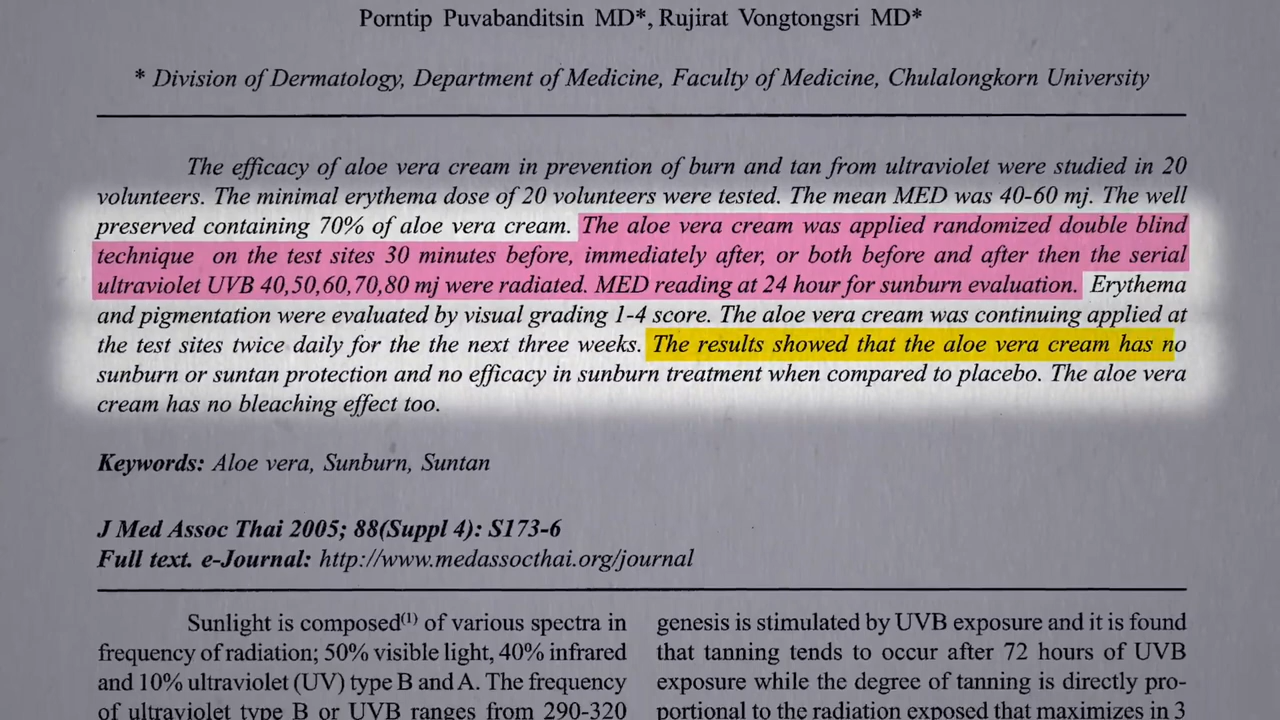 Porntip Puvabanditsin MD*, Rujirat Vongtongsri MD*
* Division of Dermatology, Department of Medicine, Faculty of Medicine, Chulalongkorn University
The efficacy of aloe vera cream in prevention of burn and tan from ultraviolet were studied in 20
volunteers. The minimal erythema dose of 20 volunteers were tested. The mean MED was 40-60 mj. The well
preserved containing 70% of aloe vera cream. The aloe vera cream was applied randomized double blind
technique on the test sites 30 minutes before, immediately after, or both before and after then the serial
ultraviolet UVB 40,50,60,70,80 mj were radiated. MED reading at 24 hour for sunburn evaluation. Erythema
and pigmentation were evaluated by visual grading 1-4 score. The aloe vera cream was continuing applied at
the test sites twice daily for the the next three weeks. The results showed that the aloe vera cream has no
sunburn or suntan protection and no efficacy in sunburn treatment when compared to placebo. The aloe vera
cream has no bleaching effect too.
Keywords: Aloe vera, Sunburn, Suntan
J Med Assoc Thai 2005; 88(Suppl 4): S173-6
Full text. e-Journal: http://www.medassocthai.org/journal
Sunlight is composed(1) of various spectra in
frequency of radiation; 50% visible light, 40% infrared
and 10% ultraviolet (UV) type B and A. The frequency
of ultraviolet type B or UVB ranges from 290-320
genesis is stimulated by UVB exposure and it is found
that tanning tends to occur after 72 hours of UVB
exposure while the degree of tanning is directly pro-
portional to the radiation exposed that maximizes in 3